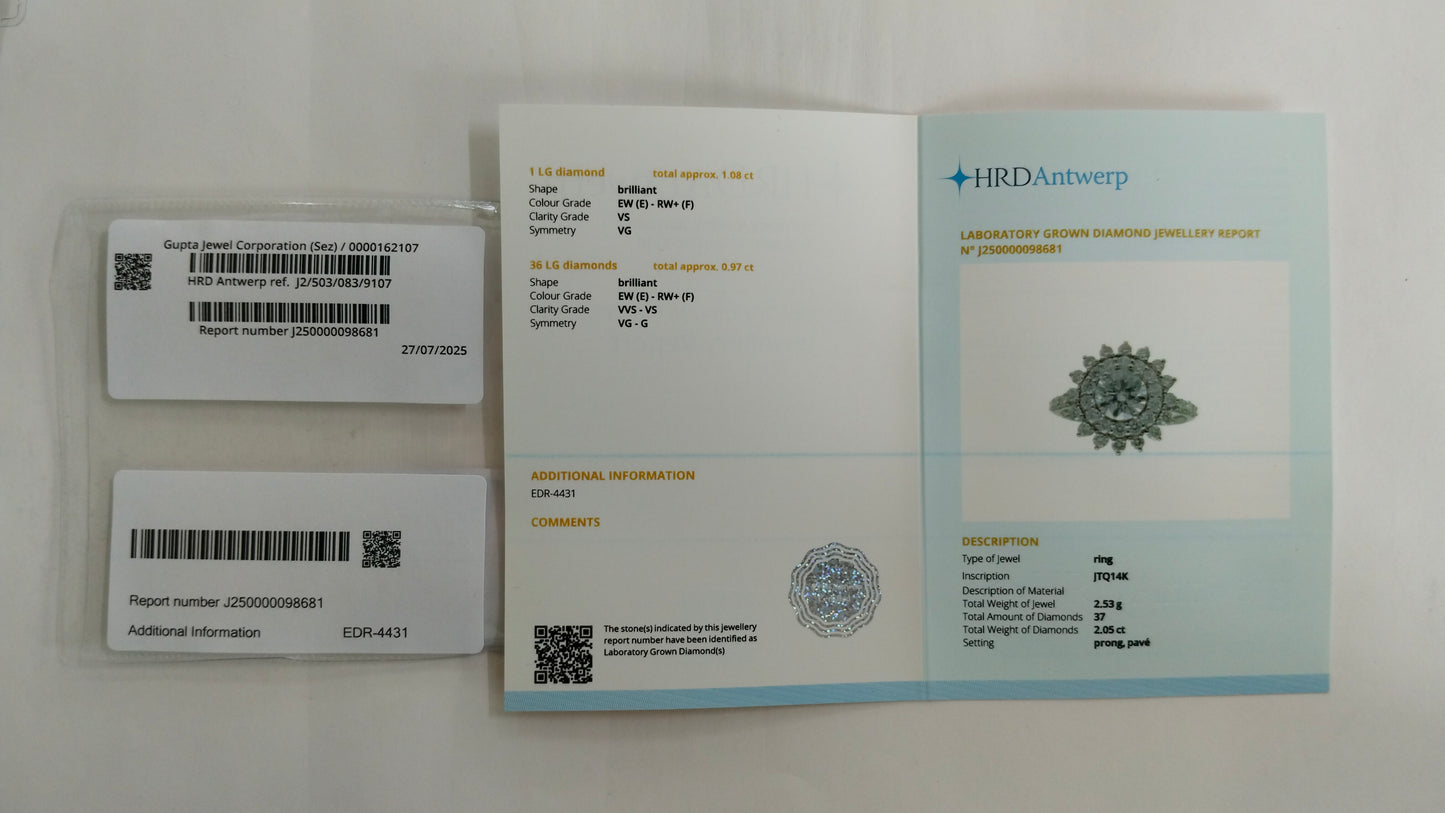 Gupta Jewel Corporation (Sez) / 0000162107
HRD Antwerp ref. J2/503/083/9107
Report number J250000098681
27/07/2025
Report number J250000098681
Additional Information EDR-4431
1 LG diamond total approx. 1.08 ct
Shape brilliant
Colour Grade EW (E) - RW+ (F)
Clarity Grade VS
Symmetry VG
36 LG diamonds total approx. 0.97 ct
Shape brilliant
Colour Grade EW (E) - RW+ (F)
Clarity Grade VVS - VS
Symmetry VG - G
ADDITIONAL INFORMATION
EDR-4431
COMMENTS
The stone(s) indicated by this jewellery
report number have been identified as
Laboratory Grown Diamond(s)
HRDAntwerp
LABORATORY GROWN DIAMOND JEWELLERY REPORT
N° J250000098681
DESCRIPTION
Type of Jewel ring
Inscription JTQ14K
Description of Material
Total Weight of Jewel 2.53 g
Total Amount of Diamonds 37
Total Weight of Diamonds 2.05 ct
Setting prong, pavé